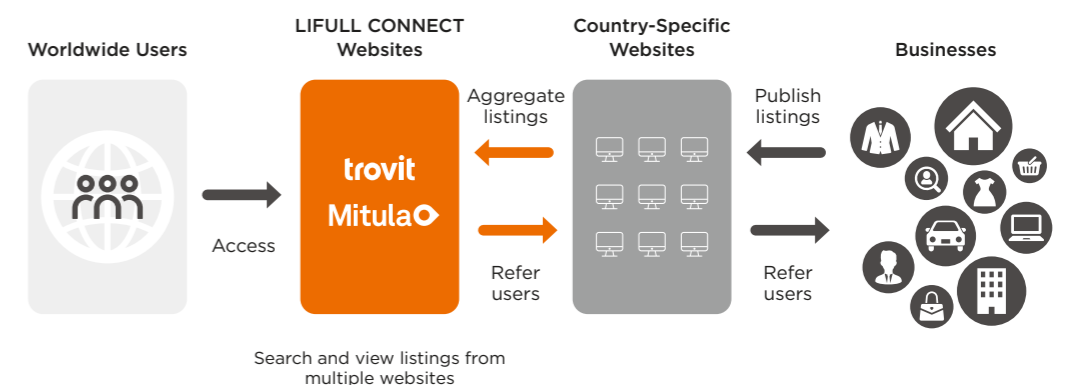 Worldwide Users
LIFULL CONNECT
Websites
Country-Specific
Websites
Businesses
Aggregate
listings
Publish
listings
trovit
Mitula
Access
Refer
users
Refer
users
Search and view listings from
multiple websites